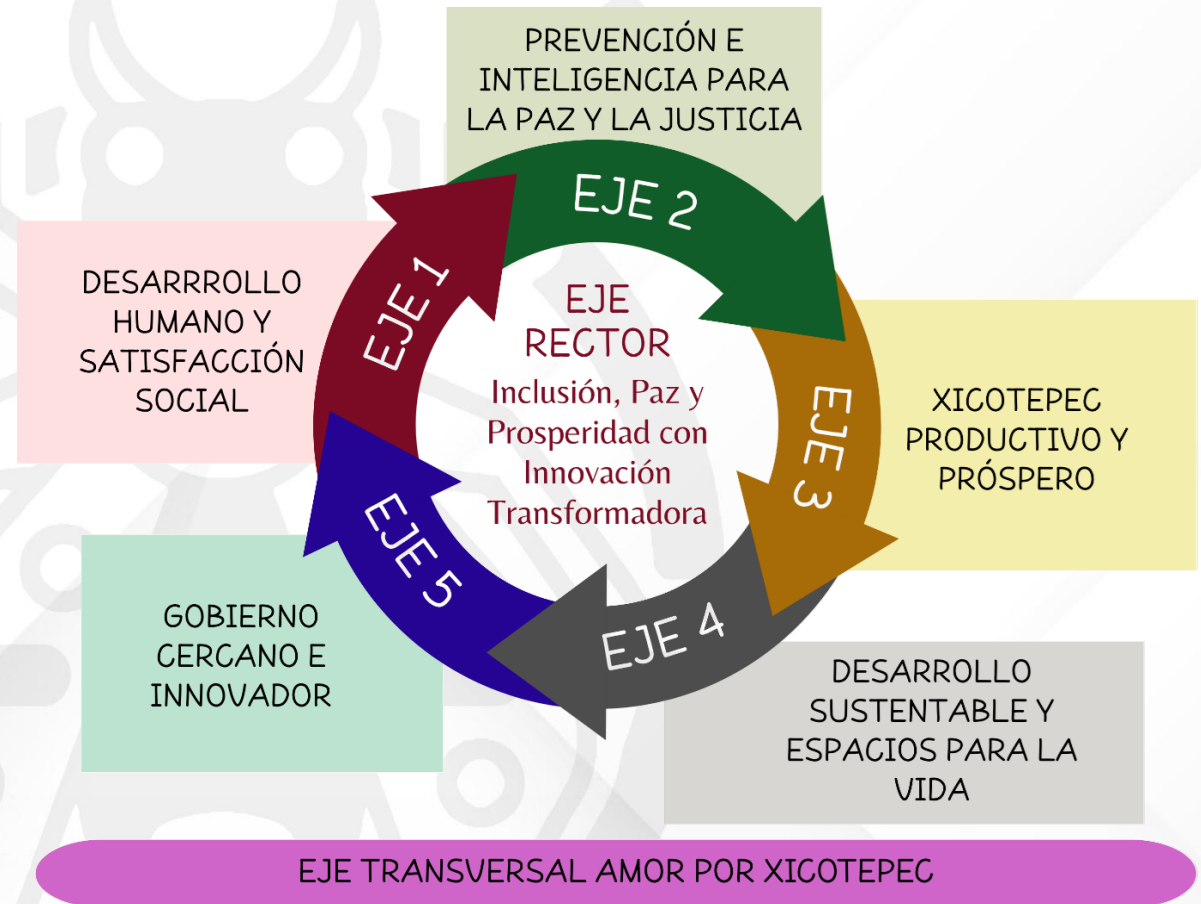 PREVENCIÓN E
INTELIGENCIA PARA
LA PAZ Y LA JUSTICIA
EJE 2
EJE 1
DESARRROLLO
HUMANO Y
SATISFACCIÓN
SOCIAL
EJE
RECTOR
Inclusión, Paz y
Prosperidad con
Innovación
Transformadora
EJE 3
XICOTEPEC
PRODUCTIVO Y
PRÓSPERO
EJE 5
GOBIERNO
CERCANO E
INNOVADOR
EJE 4
DESARROLLO
SUSTENTABLE Y
ESPACIOS PARA LA
VIDA
EJE TRANSVERSAL AMOR POR XICOTEPEC